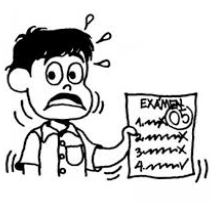 EXAMEN
05
1.
2. x
3. x
4. v